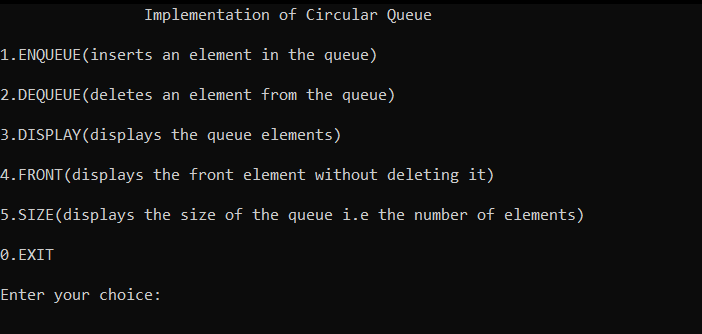 Implementation of Circular Queue
1.ENQUEUE(inserts an element in the queue)
2.DEQUEUE(deletes an element from the queue)
3.DISPLAY(displays the queue elements)
4.FRONT(displays the front element without deleting it)
5.SIZE(displays the size of the queue i.e the number of elements)
0.EXIT
Enter your choice: